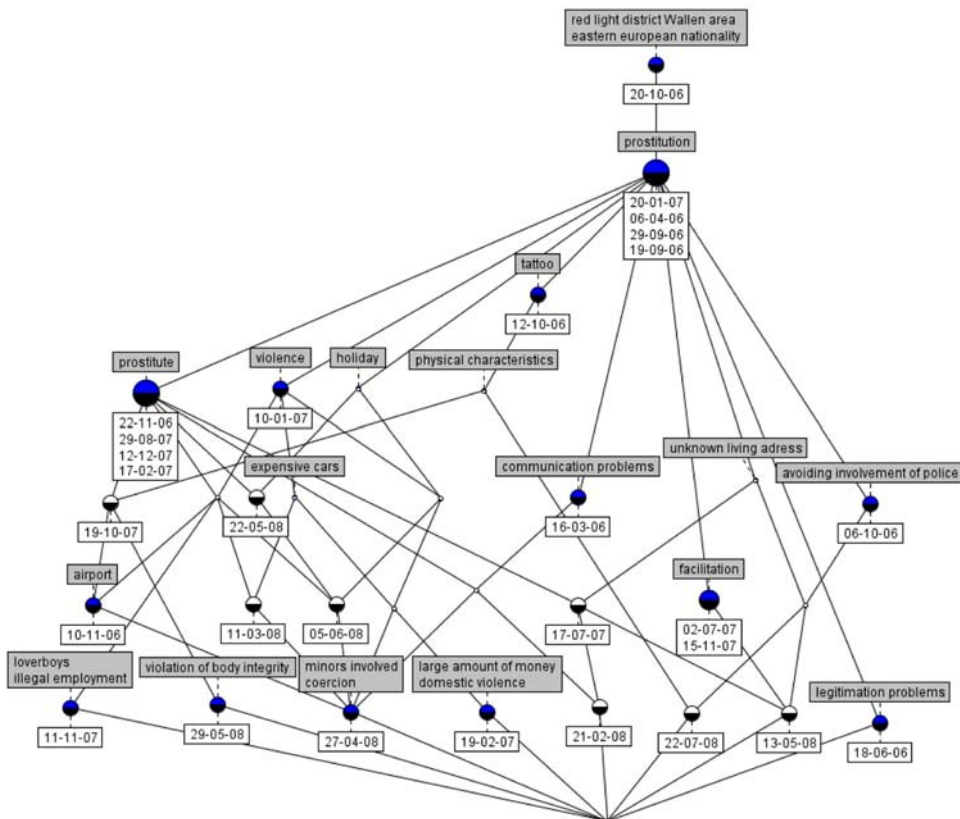 red light district Wallen area
eastern european nationality
20-10-06
prostitution
20-01-07
06-04-06
29-09-06
19-09-06
tattoo
12-10-06
prostitute
violence
holiday
physical characteristics
22-11-06
29-08-07
12-12-07
17-02-07
10-01-07
unknown living adress
expensive cars
communication problems
avoiding involvement of police
19-10-07
22-05-08
16-03-06
06-10-06
airport
facilitation
10-11-06
11-03-08
05-06-08
17-07-07
02-07-07
15-11-07
loverboys
illegal employment
violation of body integrity
minors involved
coercion
large amount of money
domestic violence
legitimation problems
11-11-07
29-05-08
27-04-08
19-02-07
21-02-08
22-07-08
13-05-08
18-06-06